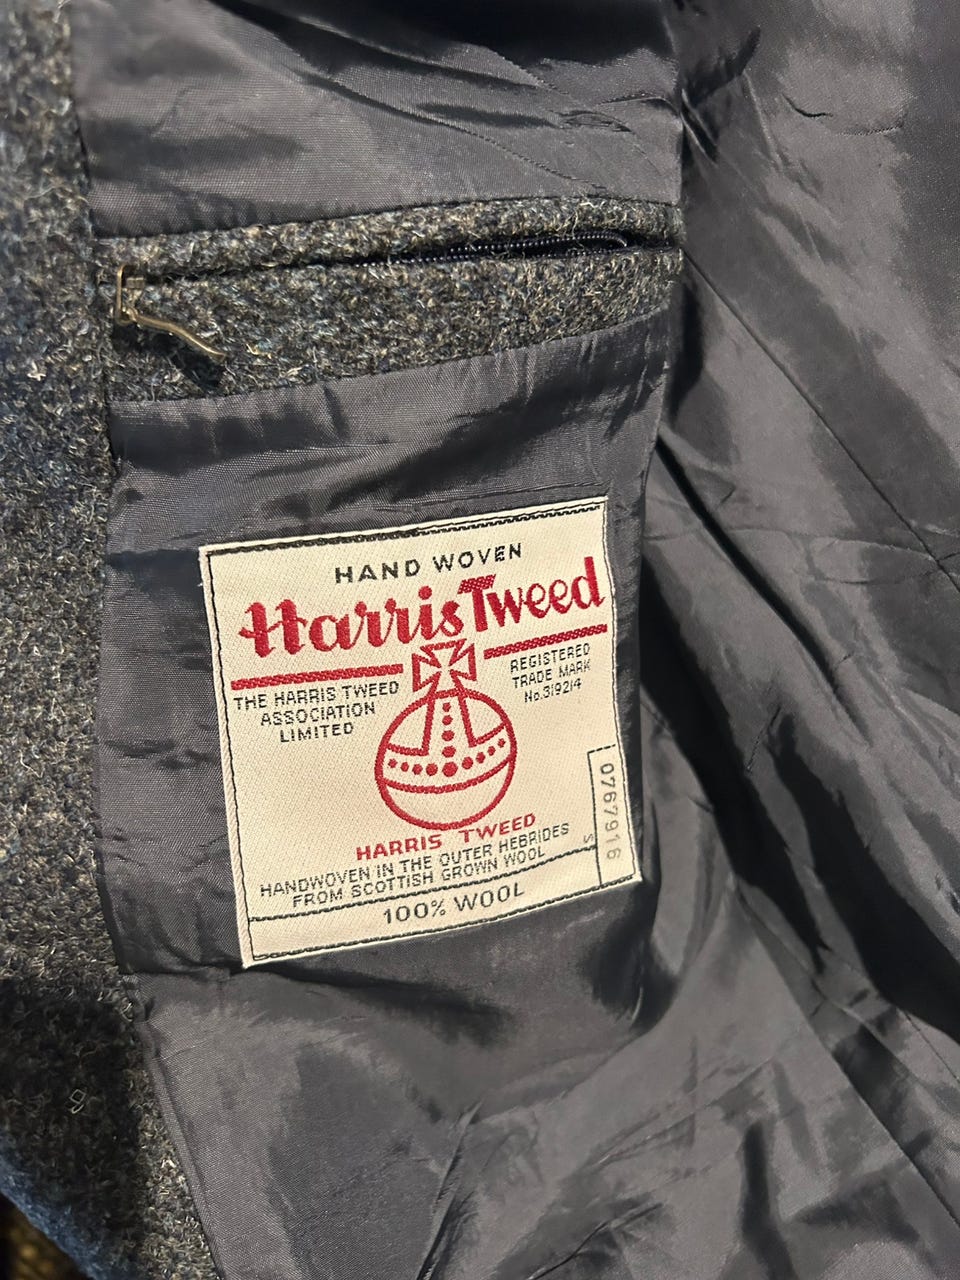 HAND WOVEN
Harris Tweed
THE HARRIS TWEED
ASSOCIATION
LIMITED
REGISTERED
TRADE MARK
No.319214
HARRIS TWEED
HANDWOVEN IN THE OUTER HEBRIDES
FROM SCOTTISH GROWN WOOL
S
100% WOOL
0767916